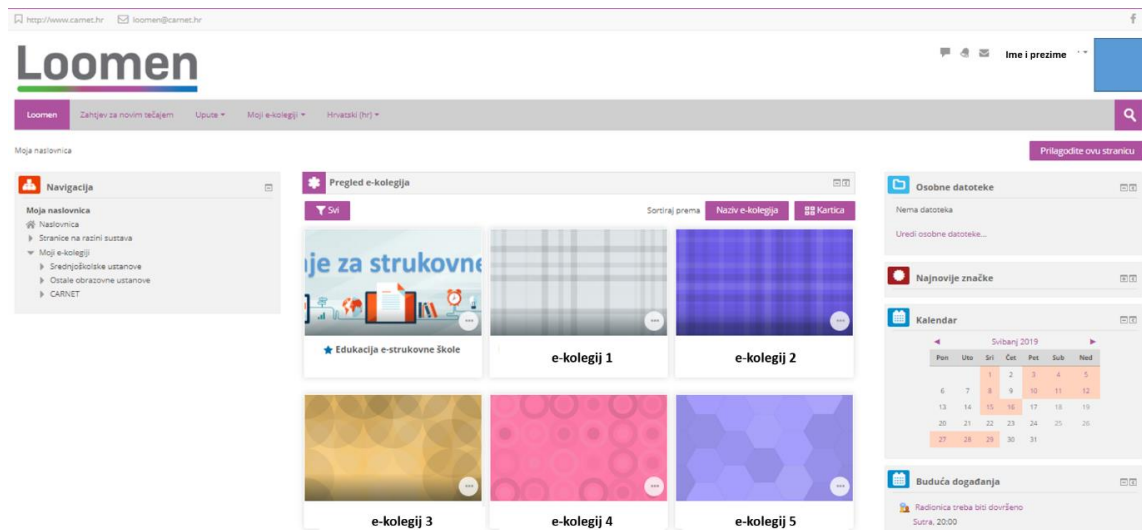 http://www.carnet.hr loomen@carnet.hr
Loomen
Ime i prezime
Loomen Zahtjev za novim tečajem Upute Moji e-kolegiji Hrvatski (hr)
Moja naslovnica
Prilagodite ovu stranicu
Navigacija
Moja naslovnica
Naslovnica
Stranice na razini sustava
Moji e-kolegiji
Srednjoškolske ustanove
Ostale obrazovne ustanove
CARNET
Pregled e-kolegija
Svi
Sortiraj prema Naziv e-kolegija Kartica
je za strukovne
Edukacija e-strukovne škole
e-kolegij 1
e-kolegij 2
e-kolegij 3
e-kolegij 4
e-kolegij 5
Osobne datoteke
Nema datoteka
Uredi osobne datoteke...
Najnovije značke
Kalendar
Svibanj 2019
Pon Uto Sri Čet Pet Sub Ned
1 2 3 4 5
6 7 8 9 10 11 12
13 14 15 16 17 18 19
20 21 22 23 24 25 26
27 28 29 30 31
Buduća događanja
Radionica treba biti dovršeno
Sutra, 20:00